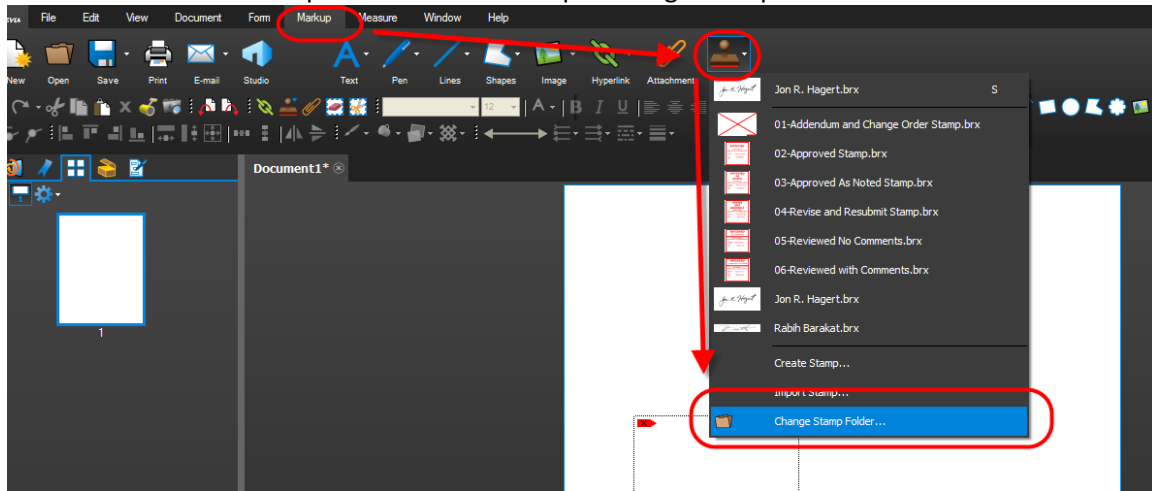 File Edit View Document Form Markup Measure Window Help
New Open Save Print E-mail Studio Text Pen Lines Shapes Image Hyperlink Attachment
Jon R. Hagert.brx S
12 A B I U
01-Addendum and Change Order Stamp.brx
02-Approved Stamp.brx
Document1*
03-Approved As Noted Stamp.brx
04-Revise and Resubmit Stamp.brx
05-Reviewed No Comments.brx
06-Reviewed with Comments.brx
Jon R. Hagert.brx
Rabih Barakat.brx
1
Create Stamp...
Import Stamp...
Change Stamp Folder...